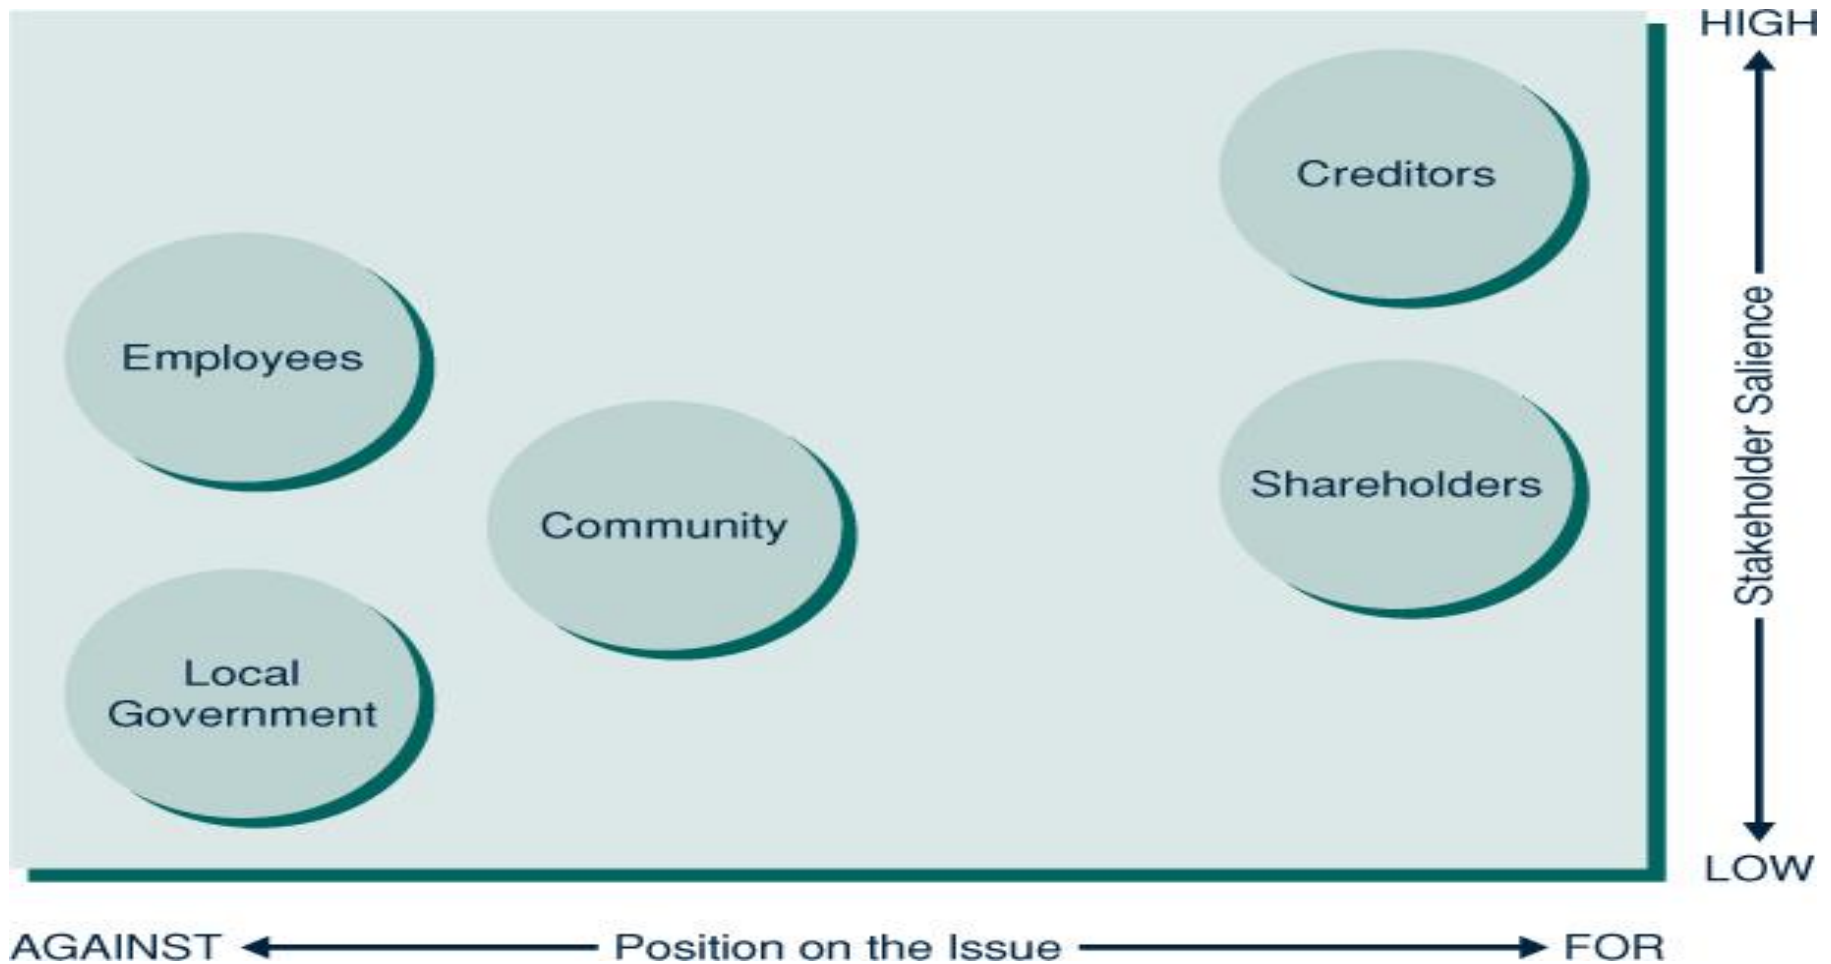 HIGH
Creditors
Employees
Shareholders
Community
Stakeholder Salience
Local
Government
LOW
AGAINST Position on the Issue FOR